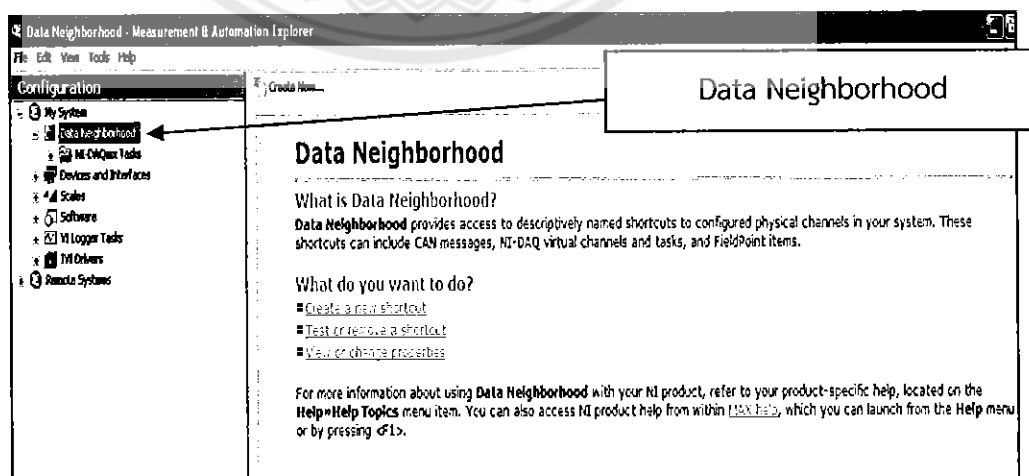 Data Neighborhood - Measurement & Automation Explorer
File Edit View Tools Help
Configuration
My System
Data Neighborhood
NI-DAQmx Tasks
Devices and Interfaces
Scales
Software
VI Logger Tasks
IVI Drivers
Remote Systems
Create New...
Data Neighborhood
Data Neighborhood
What is Data Neighborhood?
Data Neighborhood provides access to descriptively named shortcuts to configured physical channels in your system. These
shortcuts can include CAN messages, NI-DAQ virtual channels and tasks, and FieldPoint items.
What do you want to do?
Create a new shortcut
Test or remove a shortcut
View or change properties
For more information about using Data Neighborhood with your NI product, refer to your product-specific help, located on the
Help»Help Topics menu item. You can also access NI product help from within MAX help, which you can launch from the Help menu
or by pressing <F1>.